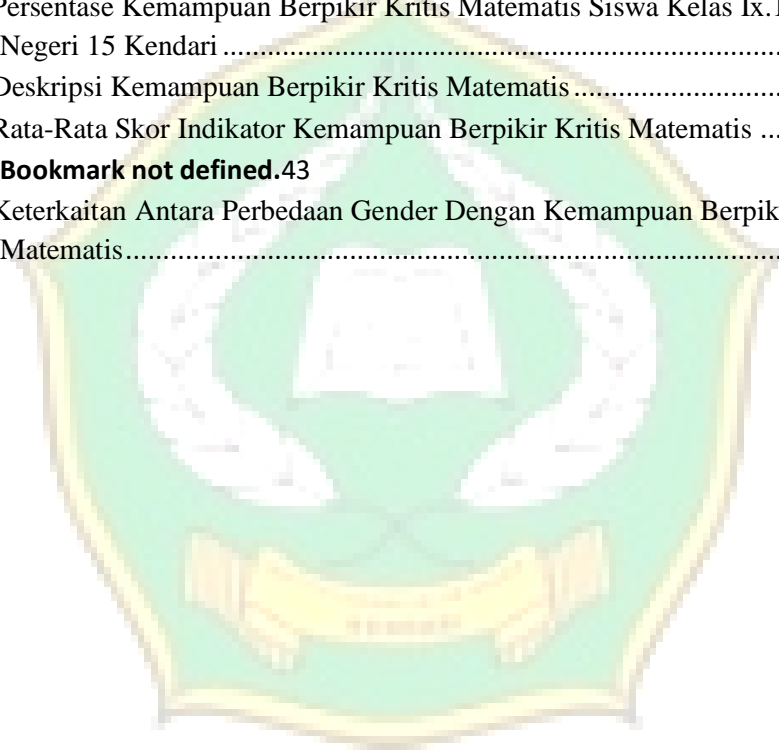 Persentase Kemampuan Berpikir Kritis Matematis Siswa Kelas Ix.1
Negeri 15 Kendari ..........................................................................
Deskripsi Kemampuan Berpikir Kritis Matematis ............................
Rata-Rata Skor Indikator Kemampuan Berpikir Kritis Matematis ...
Bookmark not defined.43
Keterkaitan Antara Perbedaan Gender Dengan Kemampuan Berpik
Matematis.......................................................................................